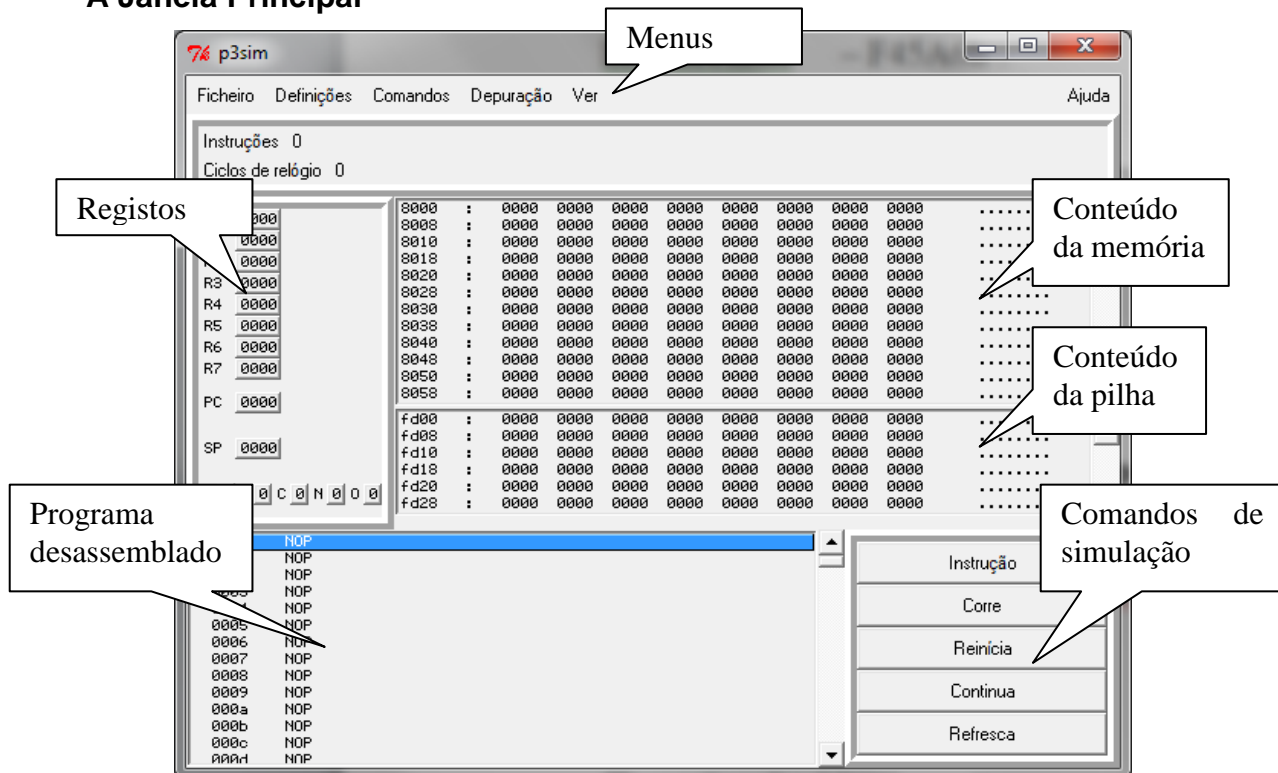 A Janela Principal
Menus
p3sim
Ficheiro Definições Comandos Depuração Ver Ajuda
Instruções 0
Ciclos de relógio 0
Registos
0000
0000
R3 0000
R4 0000
R5 0000
R6 0000
R7 0000
PC 0000
SP 0000
0 C 0 N 0 O 0
8000 : 0000 0000 0000 0000 0000 0000 0000 0000
8008 : 0000 0000 0000 0000 0000 0000 0000 0000
8010 : 0000 0000 0000 0000 0000 0000 0000 0000
8018 : 0000 0000 0000 0000 0000 0000 0000 0000
8020 : 0000 0000 0000 0000 0000 0000 0000 0000
8028 : 0000 0000 0000 0000 0000 0000 0000 0000
8030 : 0000 0000 0000 0000 0000 0000 0000 0000
8038 : 0000 0000 0000 0000 0000 0000 0000 0000
8040 : 0000 0000 0000 0000 0000 0000 0000 0000
8048 : 0000 0000 0000 0000 0000 0000 0000 0000
8050 : 0000 0000 0000 0000 0000 0000 0000 0000
8058 : 0000 0000 0000 0000 0000 0000 0000 0000
Conteúdo
da memória
fd00 : 0000 0000 0000 0000 0000 0000 0000 0000
fd08 : 0000 0000 0000 0000 0000 0000 0000 0000
fd10 : 0000 0000 0000 0000 0000 0000 0000 0000
fd18 : 0000 0000 0000 0000 0000 0000 0000 0000
fd20 : 0000 0000 0000 0000 0000 0000 0000 0000
fd28 : 0000 0000 0000 0000 0000 0000 0000 0000
Conteúdo
da pilha
Programa
desassemblado
NOP
NOP
NOP
0003 NOP
NOP
0005 NOP
0006 NOP
0007 NOP
0008 NOP
0009 NOP
000a NOP
000b NOP
000c NOP
000d NOP
Comandos de
simulação
Instrução
Corre
Reinícia
Continua
Refresca